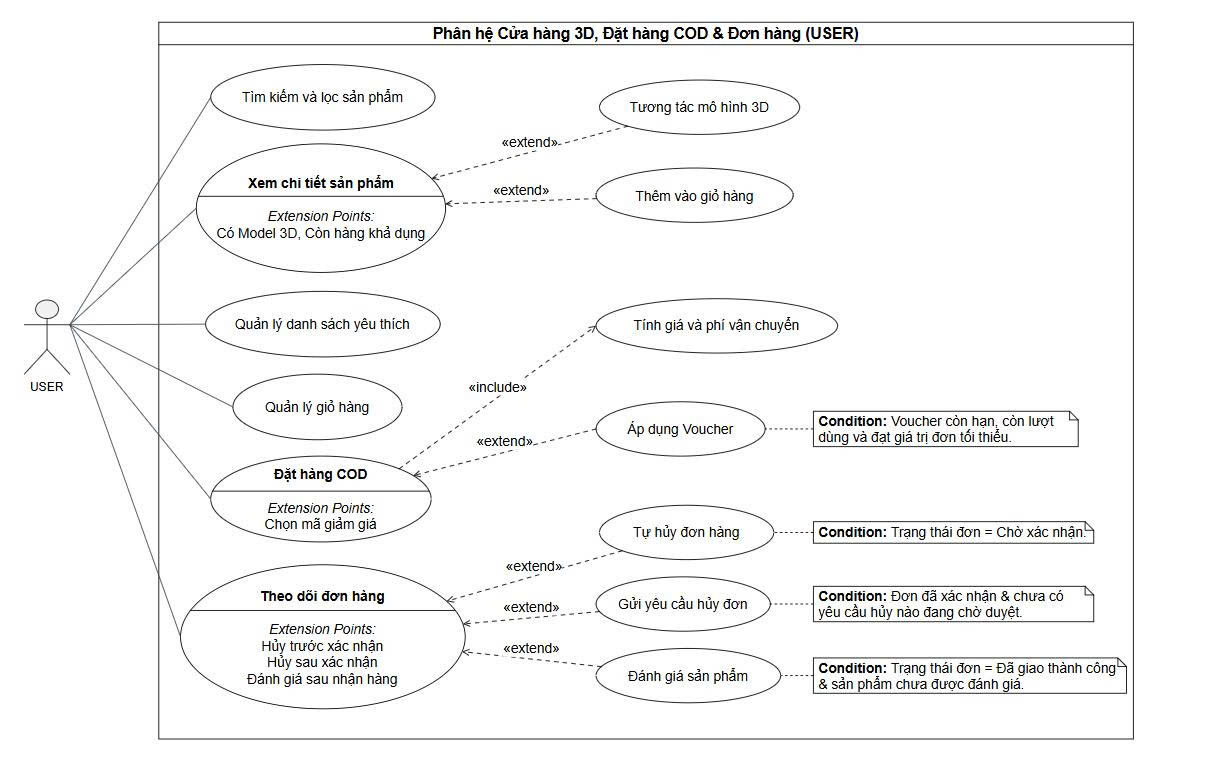 Phân hệ Cửa hàng 3D, Đặt hàng COD & Đơn hàng (USER)
Tìm kiếm và lọc sản phẩm
Tương tác mô hình 3D
«extend»
Xem chi tiết sản phẩm
Extension Points:
Có Model 3D, Còn hàng khả dụng
«extend»
Thêm vào giỏ hàng
USER
Quản lý danh sách yêu thích
Tính giá và phí vận chuyển
Quản lý giỏ hàng
«include»
Áp dụng Voucher
Condition: Voucher còn hạn, còn lượt
dùng và đạt giá trị đơn tối thiểu.
«extend»
Đặt hàng COD
Extension Points:
Chọn mã giảm giá
Tự hủy đơn hàng
Condition: Trạng thái đơn = Chờ xác nhận.
«extend»
Theo dõi đơn hàng
Extension Points:
Hủy trước xác nhận
Hủy sau xác nhận
Đánh giá sau nhận hàng
«extend»
Gửi yêu cầu hủy đơn
Condition: Đơn đã xác nhận & chưa có
yêu cầu hủy nào đang chờ duyệt.
«extend»
Đánh giá sản phẩm
Condition: Trạng thái đơn = Đã giao thành công
& sản phẩm chưa được đánh giá.